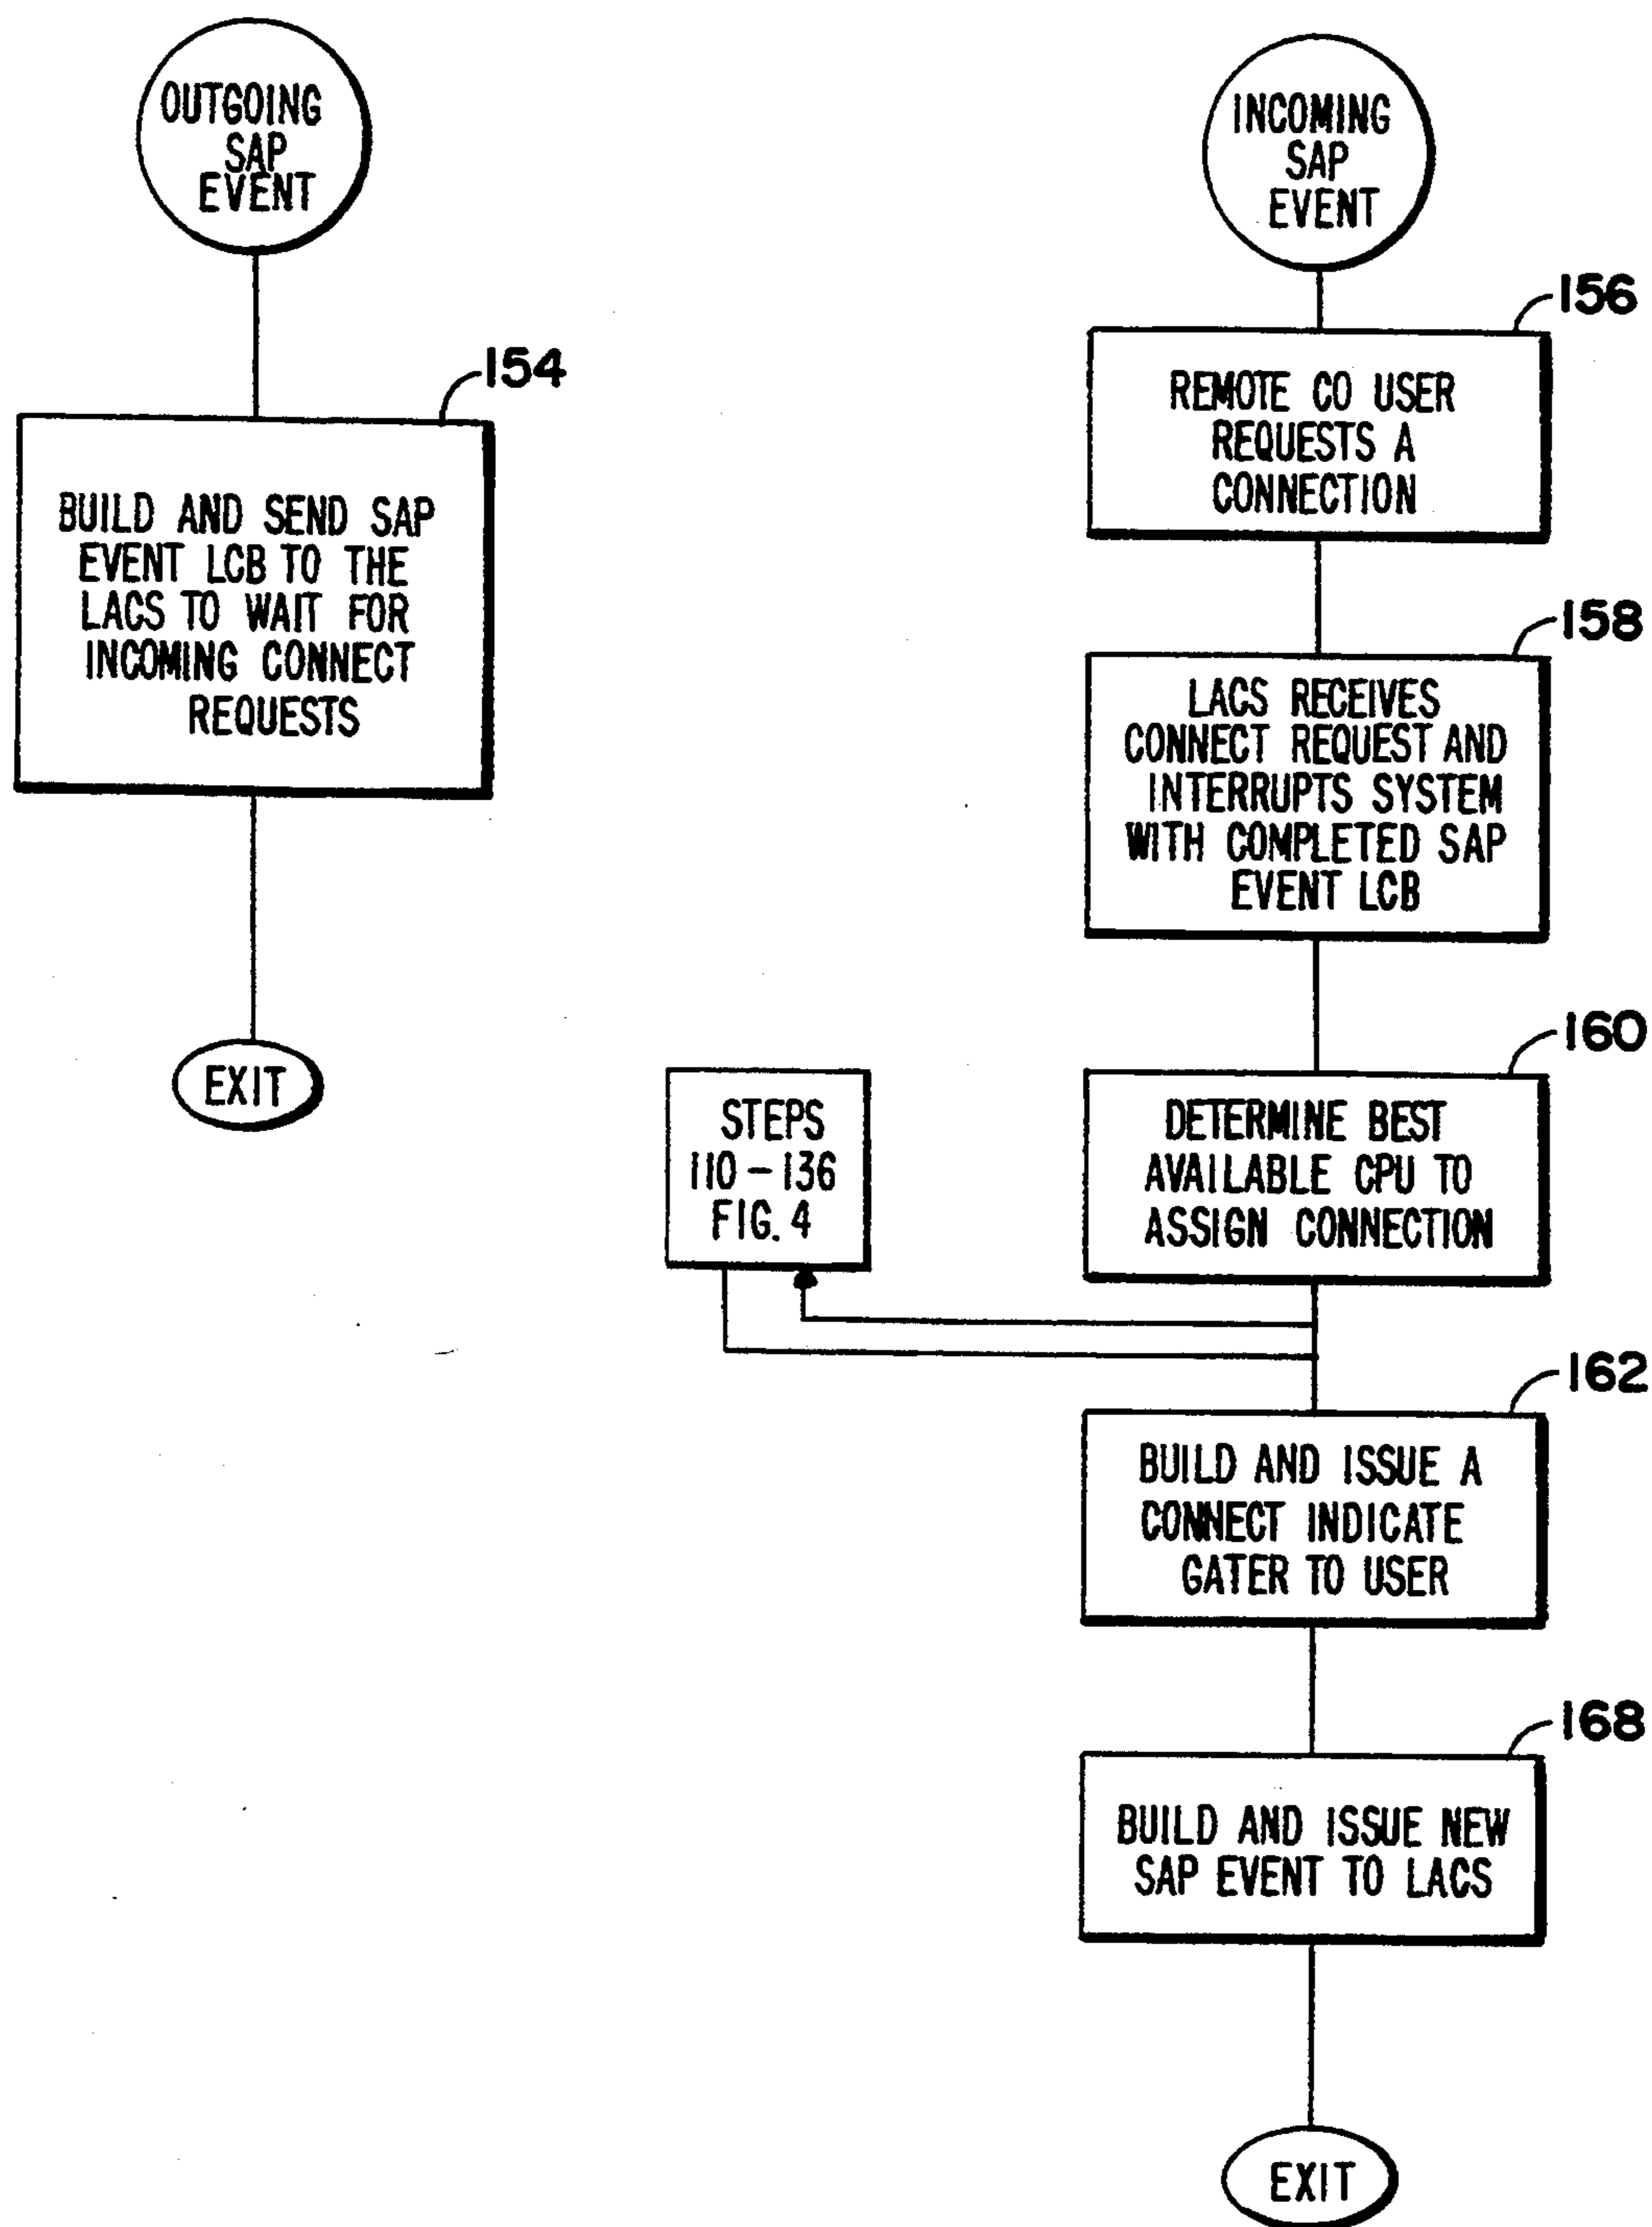 OUTGOING
SAP
EVENT
154
BUILD AND SEND SAP
EVENT LCB TO THE
LACS TO WAIT FOR
INCOMING CONNECT
REQUESTS
EXIT
INCOMING
SAP
EVENT
156
REMOTE CO USER
REQUESTS A
CONNECTION
158
LACS RECEIVES
CONNECT REQUEST AND
INTERRUPTS SYSTEM
WITH COMPLETED SAP
EVENT LCB
160
DETERMINE BEST
AVAILABLE CPU TO
ASSIGN CONNECTION
STEPS
110-136
FIG. 4
162
BUILD AND ISSUE A
CONNECT INDICATE
GATER TO USER
168
BUILD AND ISSUE NEW
SAP EVENT TO LACS
EXIT